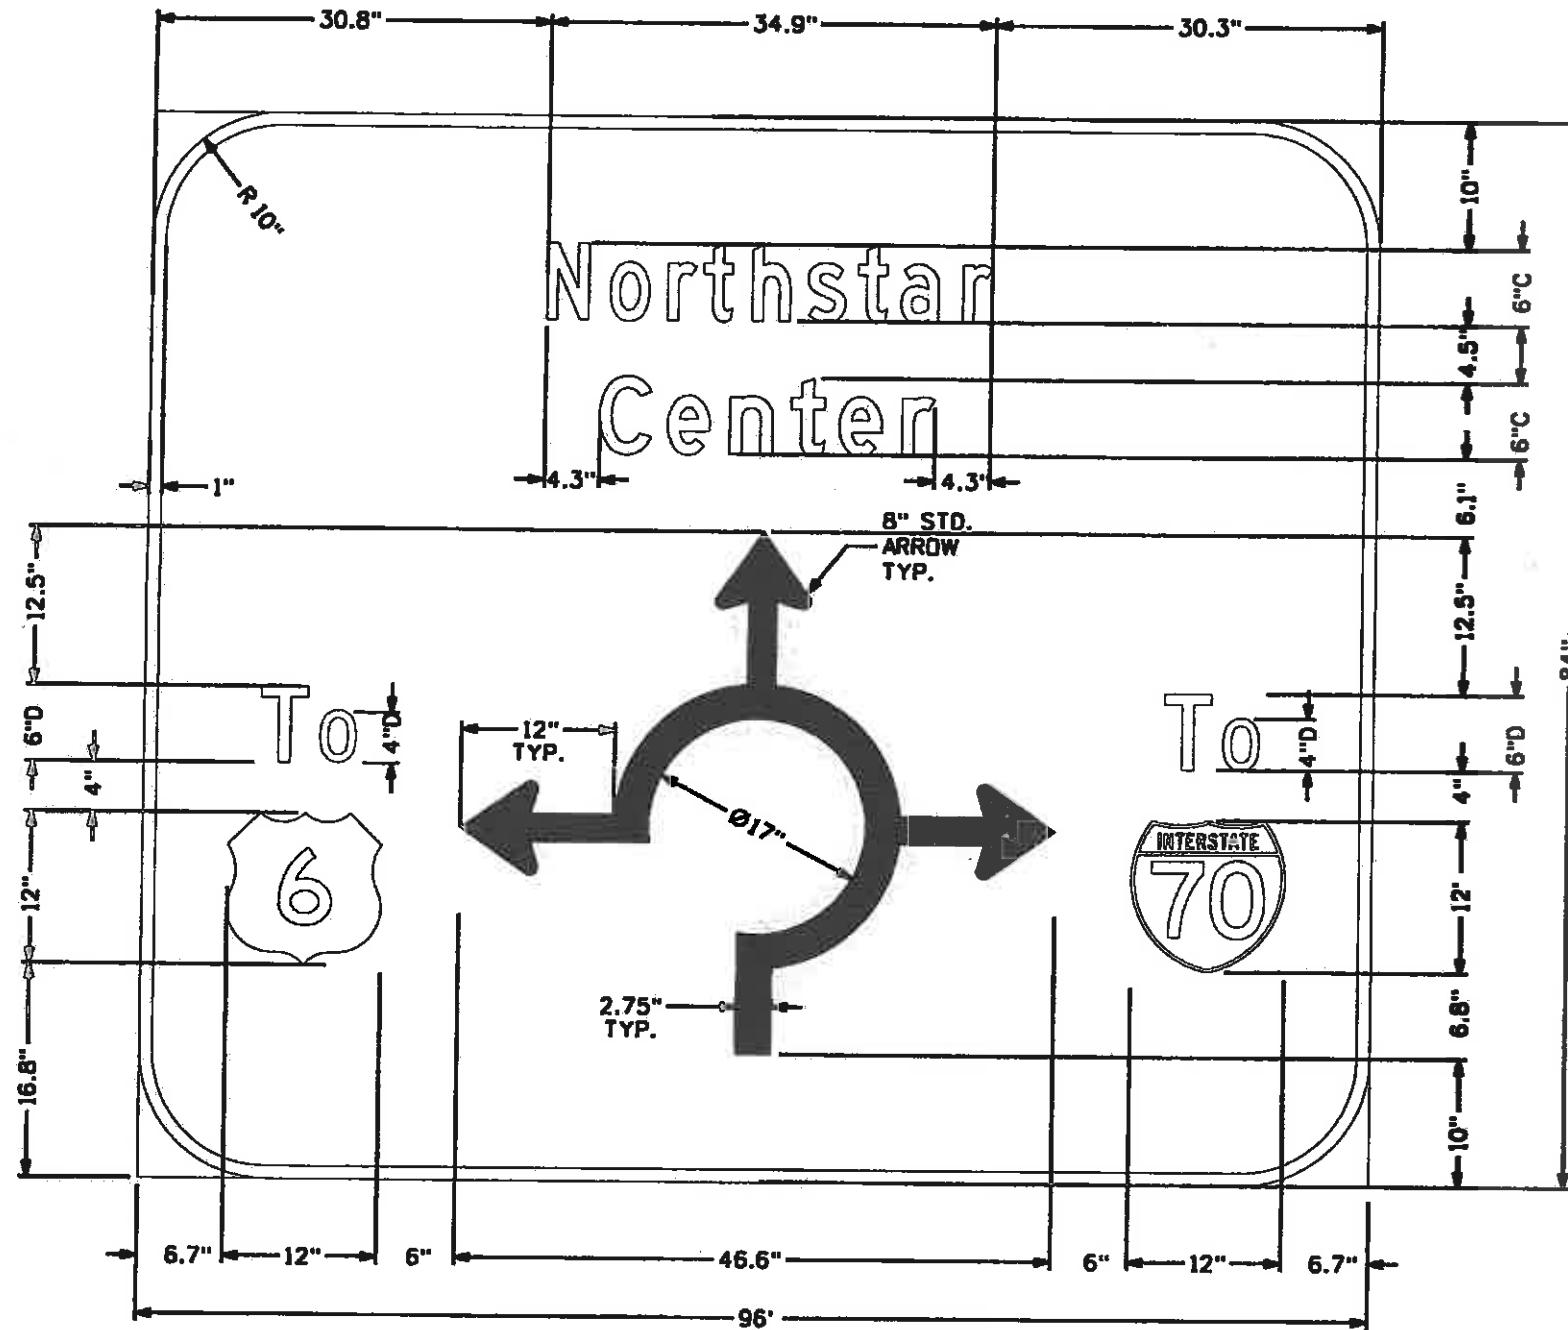 30.8" 34.9" 30.3"
R 10"
10"
Northstar
6"C
4.5"
Center
6"C
4.3" 4.3"
1"
6.1"
8" STD.
ARROW
TYP.
12.5" 12.5"
84"
6"D To 4"D
12"
TYP.
To 4"D 6"D
4" 4"
Ø17"
12" 6
INTERSTATE
70 12'
2.75"
TYP.
6.8"
16.8" 10"
6.7" 12" 6" 46.6" 6" 12" 6.7"
96'